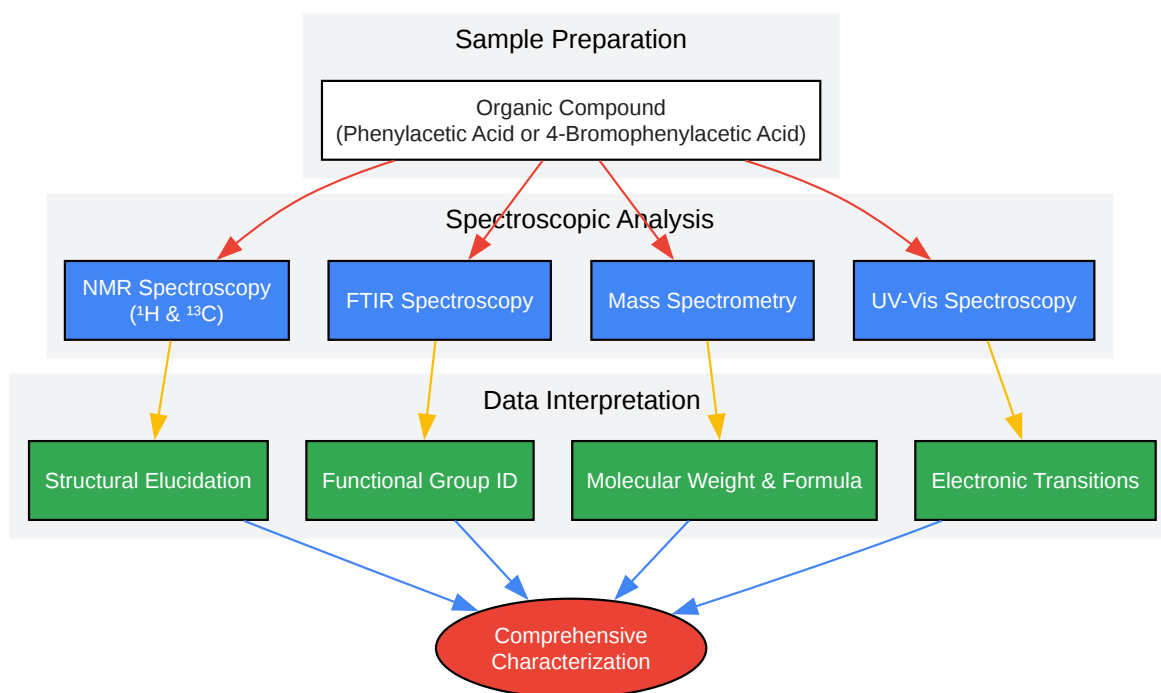 Sample Preparation
Organic Compound
(Phenylacetic Acid or 4-Bromophenylacetic Acid)
Spectroscopic Analysis
NMR Spectroscopy
(¹H & ¹³C)
FTIR Spectroscopy
Mass Spectrometry
UV-Vis Spectroscopy
Data Interpretation
Structural Elucidation
Functional Group ID
Molecular Weight & Formula
Electronic Transitions
Comprehensive
Characterization